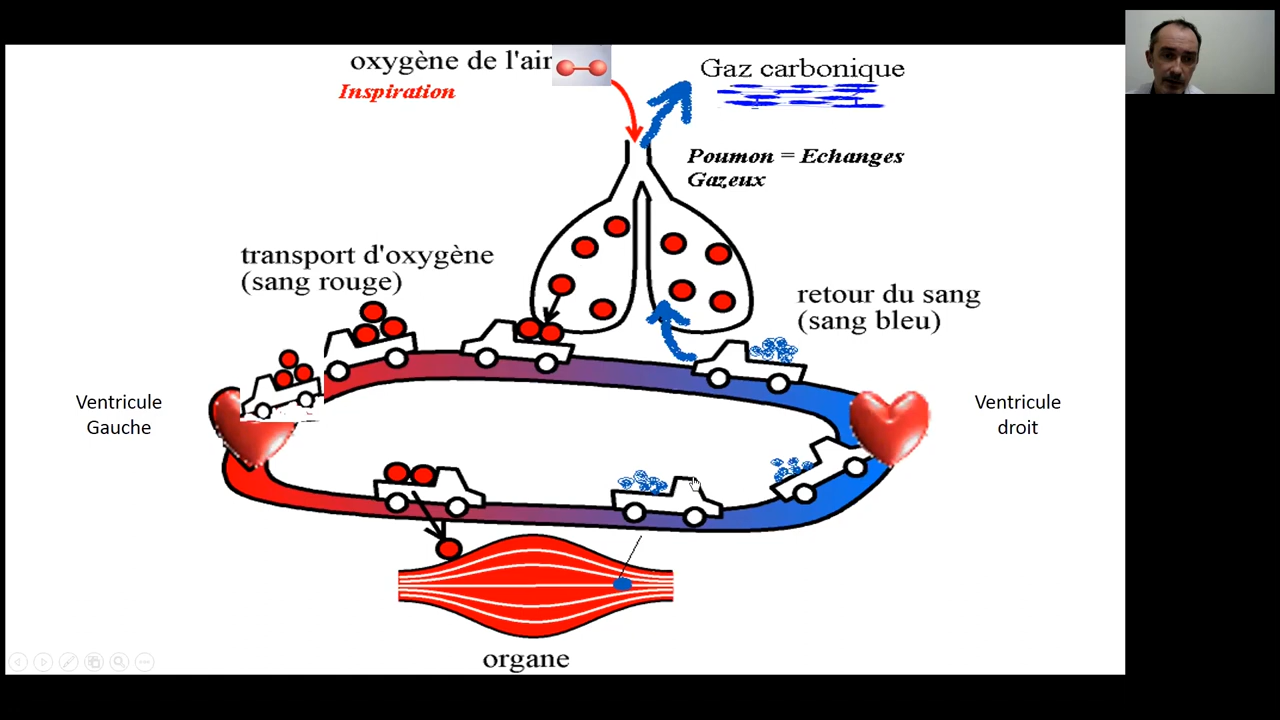 oxygène de l'air
Inspiration
Gaz carbonique
Poumon = Echanges
Gazeux
transport d'oxygène
(sang rouge)
retour du sang
(sang bleu)
Ventricule
Gauche
Ventricule
droit
organe